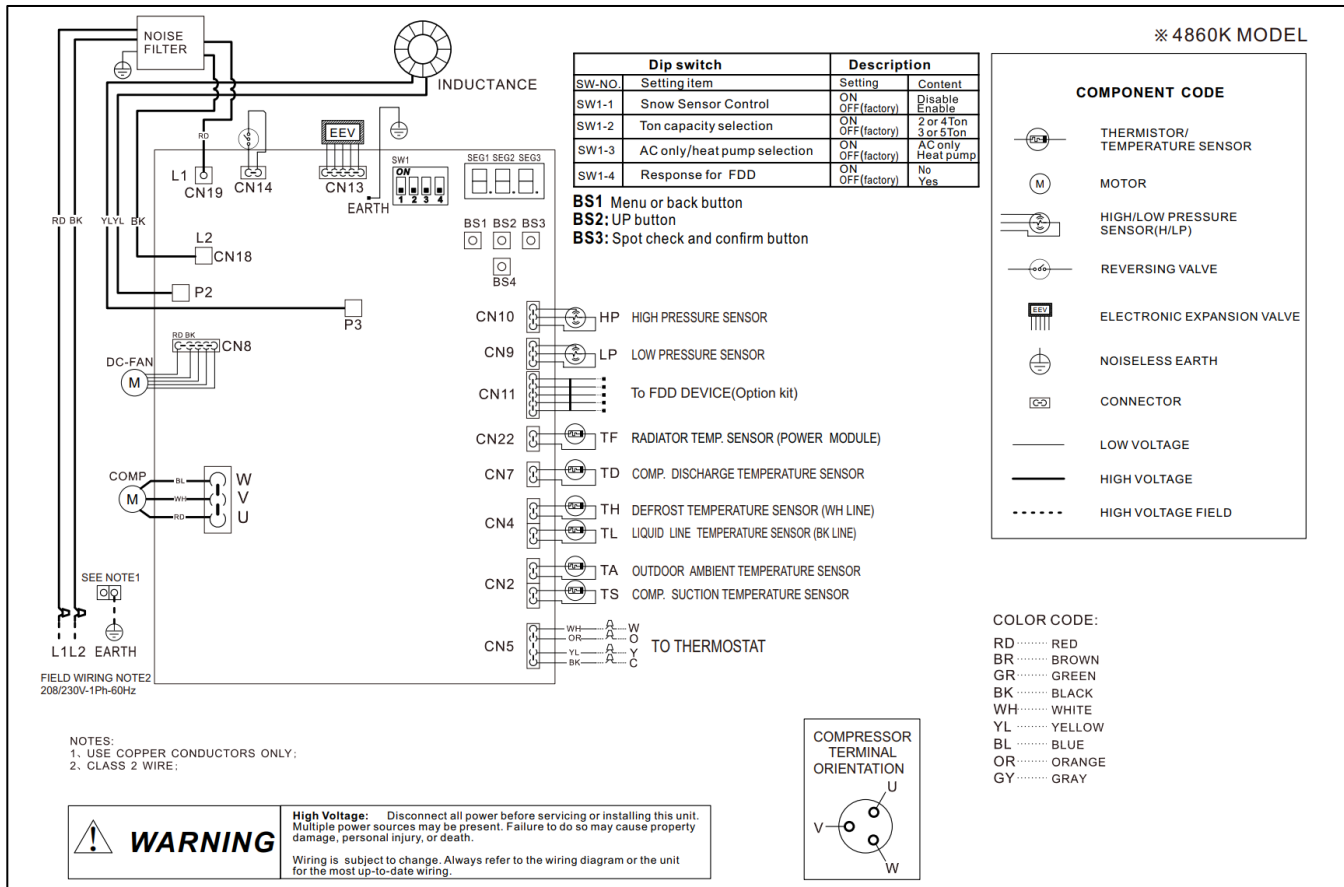 ※ 4860K MODEL
NOISE
FILTER
INDUCTANCE
Dip switch Description
SW-NO. Setting item Setting Content
SW1-1 Snow Sensor Control ON Disable
OFF(factory) Enable
SW1-2 Ton capacity selection ON 2 or 4Ton
OFF(factory) 3 or 5Ton
SW1-3 AC only/heat pump selection ON AC only
OFF(factory) Heat pump
SW1-4 Response for FDD ON No
OFF(factory) Yes
BS1 Menu or back button
BS2: UP button
BS3: Spot check and confirm button
RD
L1
CN19
CN14
EEV
CN13
EARTH
SW1
ON
1 2 3 4
SEG1 SEG2 SEG3
8.8.8.
BS1 BS2 BS3
BS4
RD BK YL YL BK
L2
CN18
P2
P3
RD BK
CN8
DC-FAN
M
COMP
M
BL
WH
RD
W
V
U
CN10 HP HIGH PRESSURE SENSOR
CN9 LP LOW PRESSURE SENSOR
CN11 To FDD DEVICE(Option kit)
CN22 TF RADIATOR TEMP. SENSOR (POWER MODULE)
CN7 TD COMP. DISCHARGE TEMPERATURE SENSOR
CN4 TH DEFROST TEMPERATURE SENSOR (WH LINE)
TL LIQUID LINE TEMPERATURE SENSOR (BK LINE)
CN2 TA OUTDOOR AMBIENT TEMPERATURE SENSOR
TS COMP. SUCTION TEMPERATURE SENSOR
CN5 TO THERMOSTAT
WH W
OR O
YL Y
BK C
SEE NOTE1
L1 L2 EARTH
FIELD WIRING NOTE2
208/230V-1Ph-60Hz
NOTES:
1、USE COPPER CONDUCTORS ONLY;
2、CLASS 2 WIRE;
WARNING
High Voltage: Disconnect all power before servicing or installing this unit.
Multiple power sources may be present. Failure to do so may cause property
damage, personal injury, or death.
Wiring is subject to change. Always refer to the wiring diagram or the unit
for the most up-to-date wiring.
COMPRESSOR
TERMINAL
ORIENTATION
U
V
W
COMPONENT CODE
THERMISTOR/
TEMPERATURE SENSOR
M MOTOR
HIGH/LOW PRESSURE
SENSOR(H/LP)
REVERSING VALVE
EEV ELECTRONIC EXPANSION VALVE
NOISELESS EARTH
CONNECTOR
LOW VOLTAGE
HIGH VOLTAGE
HIGH VOLTAGE FIELD
COLOR CODE:
RD ········ RED
BR ········ BROWN
GR ········ GREEN
BK ········ BLACK
WH ········ WHITE
YL ········ YELLOW
BL ········ BLUE
OR ········ ORANGE
GY ········ GRAY